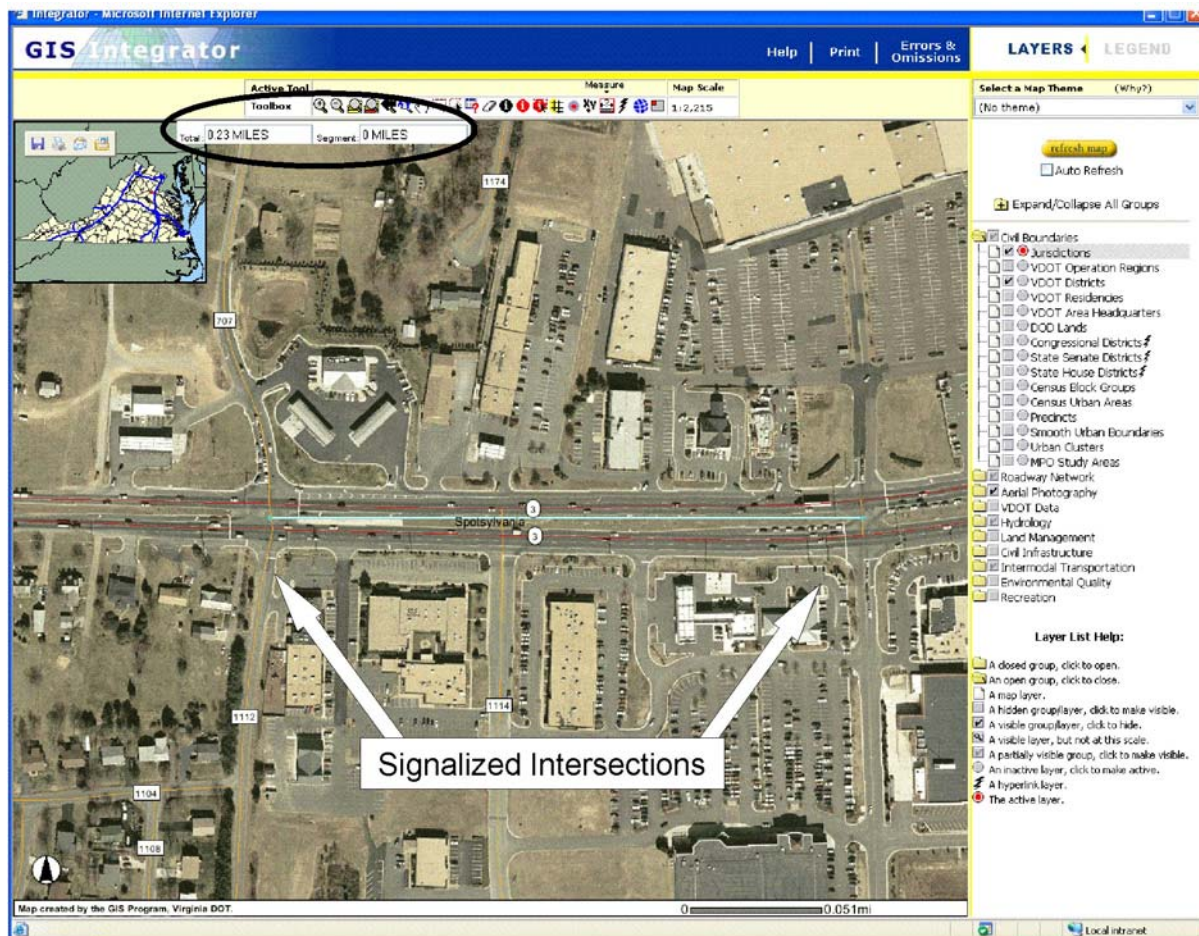 Integrator - Microsoft Internet Explorer
GIS Integrator
Help | Print | Errors & Omissions
LAYERS LEGEND
Active Tool
Measure
Map Scale
Toolbox
XY
1:2,215
Total 0.23 MILES Segment 0 MILES
Select a Map Theme (Why?)
(No theme)
refresh map
Auto Refresh
Expand/Collapse All Groups
Civil Boundaries
Jurisdictions
VDOT Operation Regions
VDOT Districts
VDOT Residencies
VDOT Area Headquarters
DOD Lands
Congressional Districts
State Senate Districts
State House Districts
Census Block Groups
Census Urban Areas
Precincts
Smooth Urban Boundaries
Urban Clusters
MPO Study Areas
Roadway Network
Aerial Photography
VDOT Data
Hydrology
Land Management
Civil Infrastructure
Intermodal Transportation
Environmental Quality
Recreation
Layer List Help:
A closed group, click to open.
An open group, click to close.
A map layer.
A hidden group/layer, click to make visible.
A visible group/layer, click to hide.
A visible layer, but not at this scale.
A partially visible group, click to make visible.
An inactive layer, click to make active.
A hyperlink layer.
The active layer.
1174
707
3
Spotsylvania
3
1112
1114
Signalized Intersections
1104
1108
Map created by the GIS Program, Virginia DOT.
0 0.051mi
Local intranet